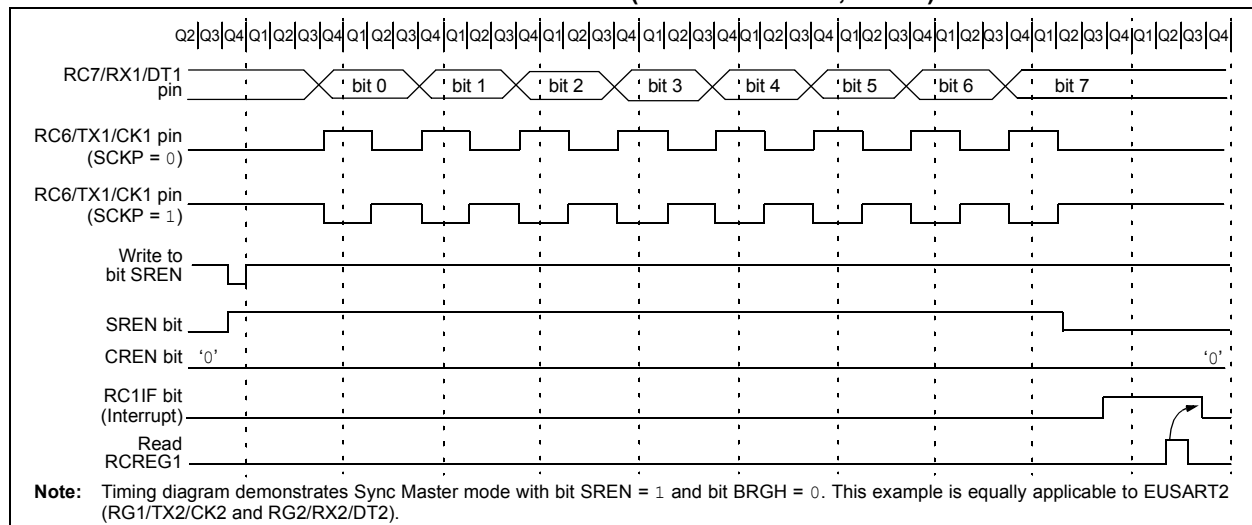 Q2 Q3 Q4 Q1 Q2 Q3 Q4 Q1 Q2 Q3 Q4 Q1 Q2 Q3 Q4 Q1 Q2 Q3 Q4 Q1 Q2 Q3 Q4 Q1 Q2 Q3 Q4 Q1 Q2 Q3 Q4 Q1 Q2 Q3 Q4 Q1 Q2 Q3 Q4 Q1 Q2 Q3 Q4
RC7/RX1/DT1
pin
bit 0 bit 1 bit 2 bit 3 bit 4 bit 5 bit 6 bit 7
RC6/TX1/CK1 pin
(SCKP = 0)
RC6/TX1/CK1 pin
(SCKP = 1)
Write to
bit SREN
SREN bit
CREN bit ‘0’ ‘0’
RC1IF bit
(Interrupt)
Read
RCREG1
Note: Timing diagram demonstrates Sync Master mode with bit SREN = 1 and bit BRGH = 0. This example is equally applicable to EUSART2
(RG1/TX2/CK2 and RG2/RX2/DT2).